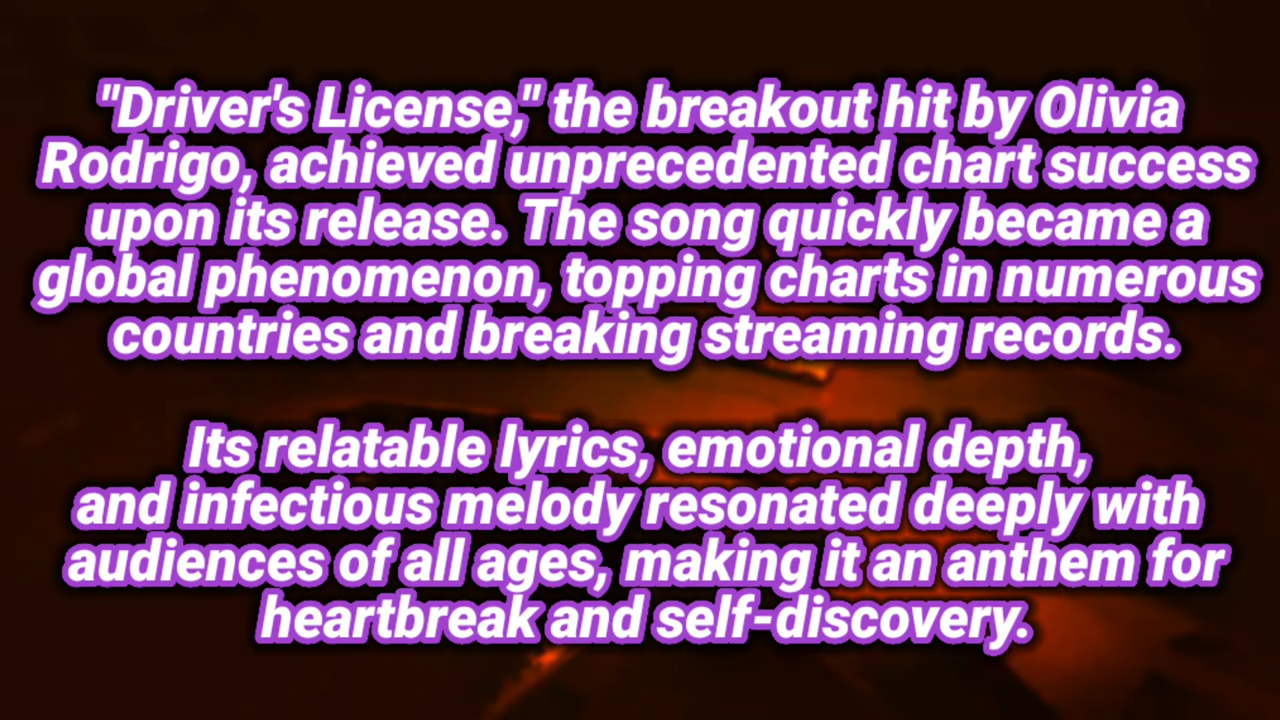 "Driver's License," the breakout hit by Olivia
Rodrigo, achieved unprecedented chart success
upon its release. The song quickly became a
global phenomenon, topping charts in numerous
countries and breaking streaming records.
Its relatable lyrics, emotional depth,
and infectious melody resonated deeply with
audiences of all ages, making it an anthem for
heartbreak and self-discovery.